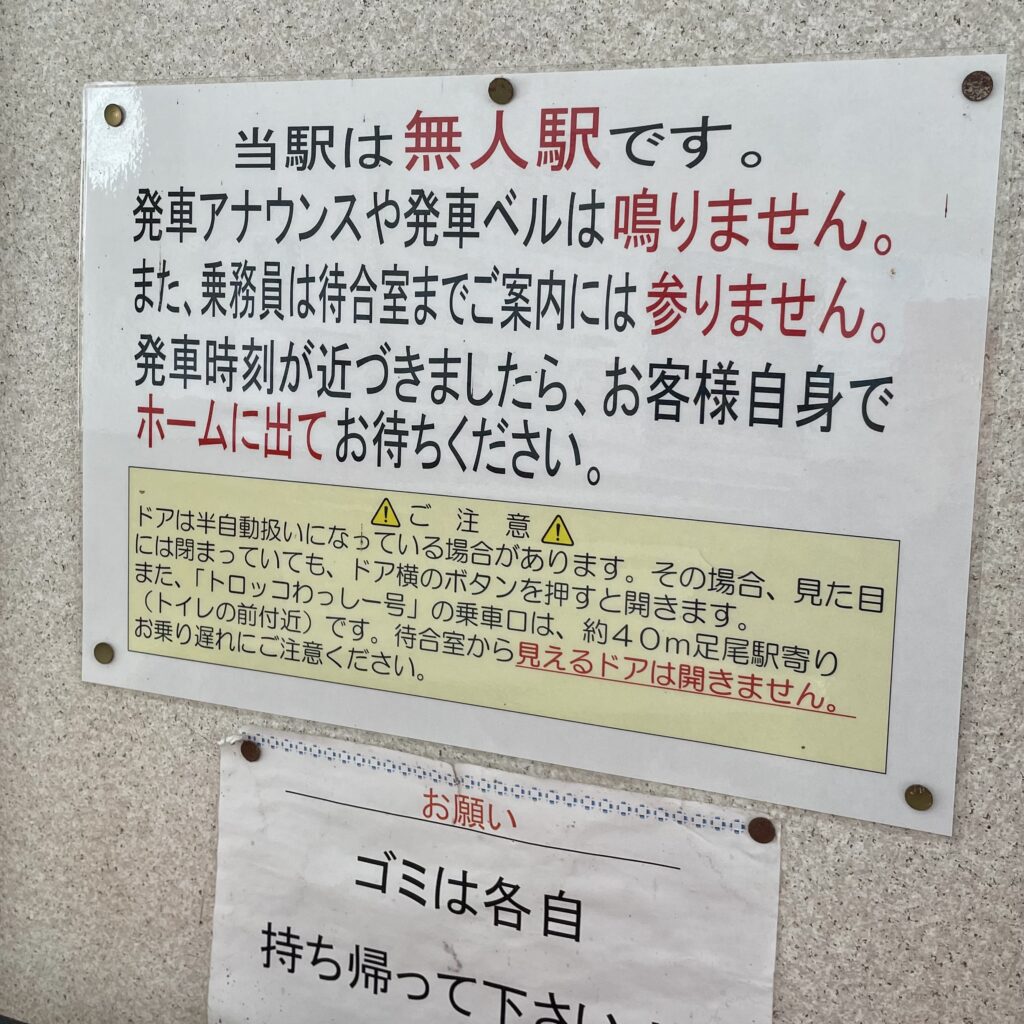 当駅は無人駅です。
発車アナウンスや発車ベルは鳴りません。
また、乗務員は待合室までご案内には参りません。
発車時刻が近づきましたら、お客様自身で
ホームに出てお待ちください。
⚠ご注意⚠
ドアは半自動扱いになっている場合があります。その場合、見た目
には閉まっていても、ドア横のボタンを押すと開きます。
また、「トロッコわっしー号」の乗車口は、約40m足尾駅寄り
（トイレの前付近）です。待合室から見えるドアは開きません。
お乗り遅れにご注意ください。
お願い
ゴミは各自
持ち帰って下さい